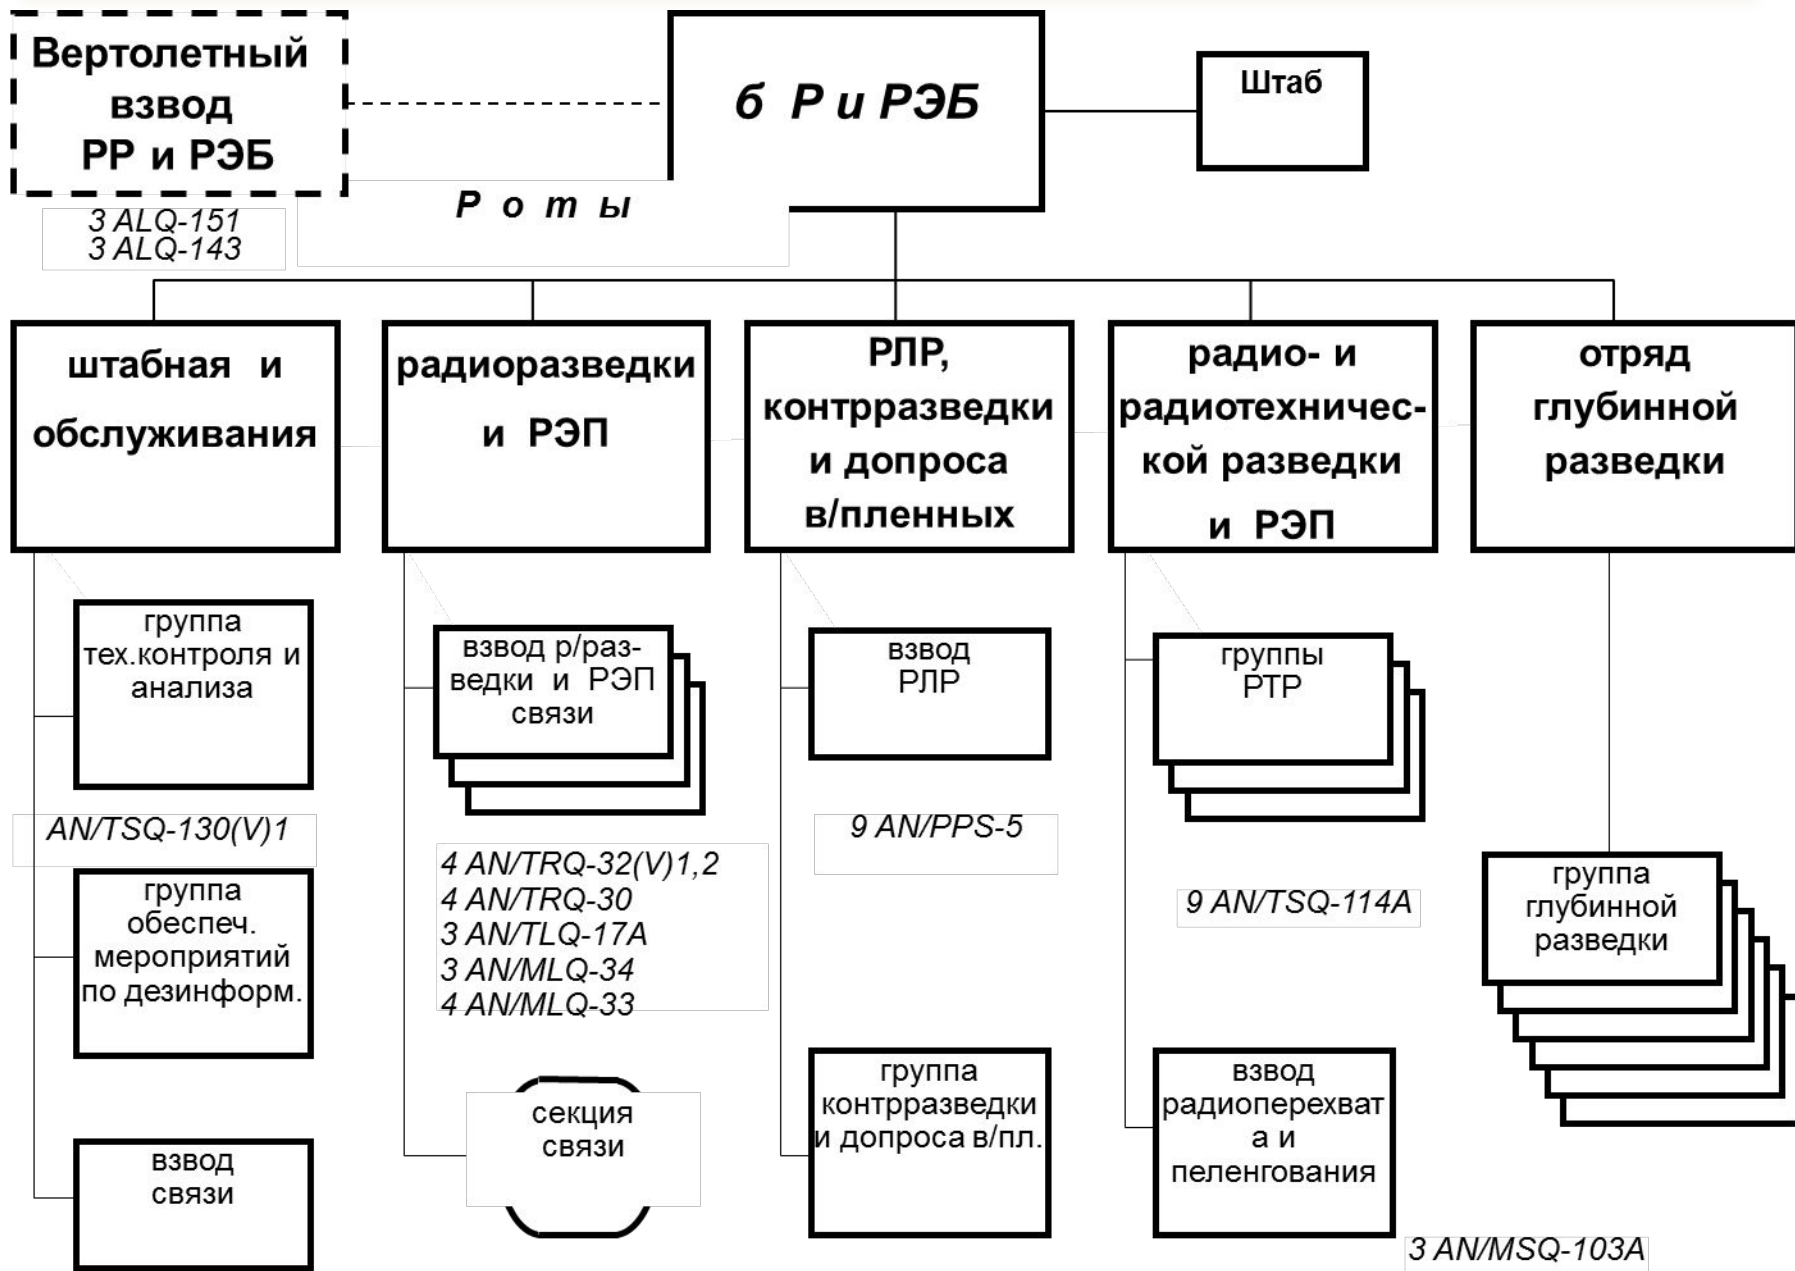 Вертолетный
взвод
РР и РЭБ
б Р и РЭБ
Штаб
3 ALQ-151
3 ALQ-143
Р о т ы
штабная и
обслуживания
радиоразведки
и РЭП
РЛР,
контрразведки
и допроса
в/пленных
радио- и
радиотехничес-
кой разведки
и РЭП
отряд
глубинной
разведки
группа
тех.контроля и
анализа
AN/TSQ-130(V)1
группа
обеспеч.
мероприятий
по дезинформ.
взвод
связи
взвод р/раз-
ведки и РЭП
связи
4 AN/TRQ-32(V)1,2
4 AN/TRQ-30
3 AN/TLQ-17A
3 AN/MLQ-34
4 AN/MLQ-33
секция
связи
взвод
РЛР
9 AN/PPS-5
группа
контрразведки
и допроса в/пл.
группы
РТР
9 AN/TSQ-114A
взвод
радиоперехват
а и
пеленгования
3 AN/MSQ-103A
группа
глубинной
разведки